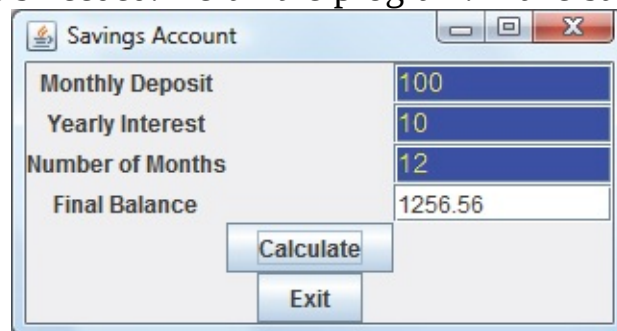 Savings Account
Monthly Deposit 100
Yearly Interest 10
Number of Months 12
Final Balance 1256.56
Calculate
Exit